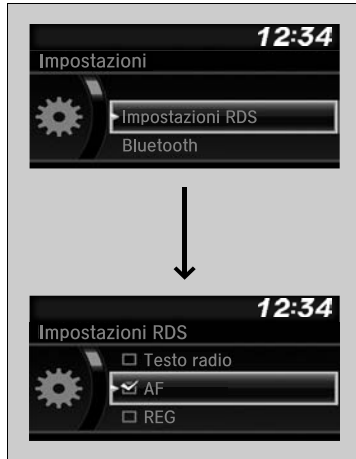 12:34
Impostazioni
Impostazioni RDS
Bluetooth
12:34
Impostazioni RDS
Testo radio
AF
REG